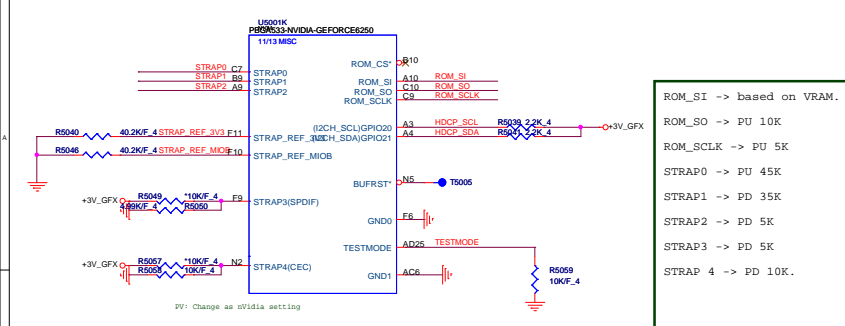 U5001K
PBGA533-NVIDIA-GEFORCE6250
11/13 MISC
STRAP0 C7 STRAP0
STRAP1 B9 STRAP1
STRAP2 A9 STRAP2
ROM_CS* B10
ROM_SI A10 ROM_SI
ROM_SO C10 ROM_SO
ROM_SCLK C9 ROM_SCLK
(I2CH_SCL)GPIO20 A3 HDCP_SCL R5039 2.2K_4
(I2CH_SDA)GPIO21 A4 HDCP_SDA R5041 2.2K_4
+3V_GFX
R5040 40.2K/F_4 STRAP_REF_3V3 F11 STRAP_REF_3V3
R5046 40.2K/F_4 STRAP_REF_MIOB F10 STRAP_REF_MIOB
BUFRST* N5 T5005
+3V_GFX R5049 *10K/F_4 F9 STRAP3(SPDIF)
4.99K/F_4 R5050
GND0 F6
TESTMODE AD25 TESTMODE
+3V_GFX R5057 *10K/F_4 N2 STRAP4(CEC)
R5058 10K/F_4
GND1 AC6
R5059
10K/F_4
PV: Change as nVidia setting
A
ROM_SI -> based on VRAM.
ROM_SO -> PU 10K
ROM_SCLK -> PU 5K
STRAP0 -> PU 45K
STRAP1 -> PD 35K
STRAP2 -> PD 5K
STRAP3 -> PD 5K
STRAP 4 -> PD 10K.